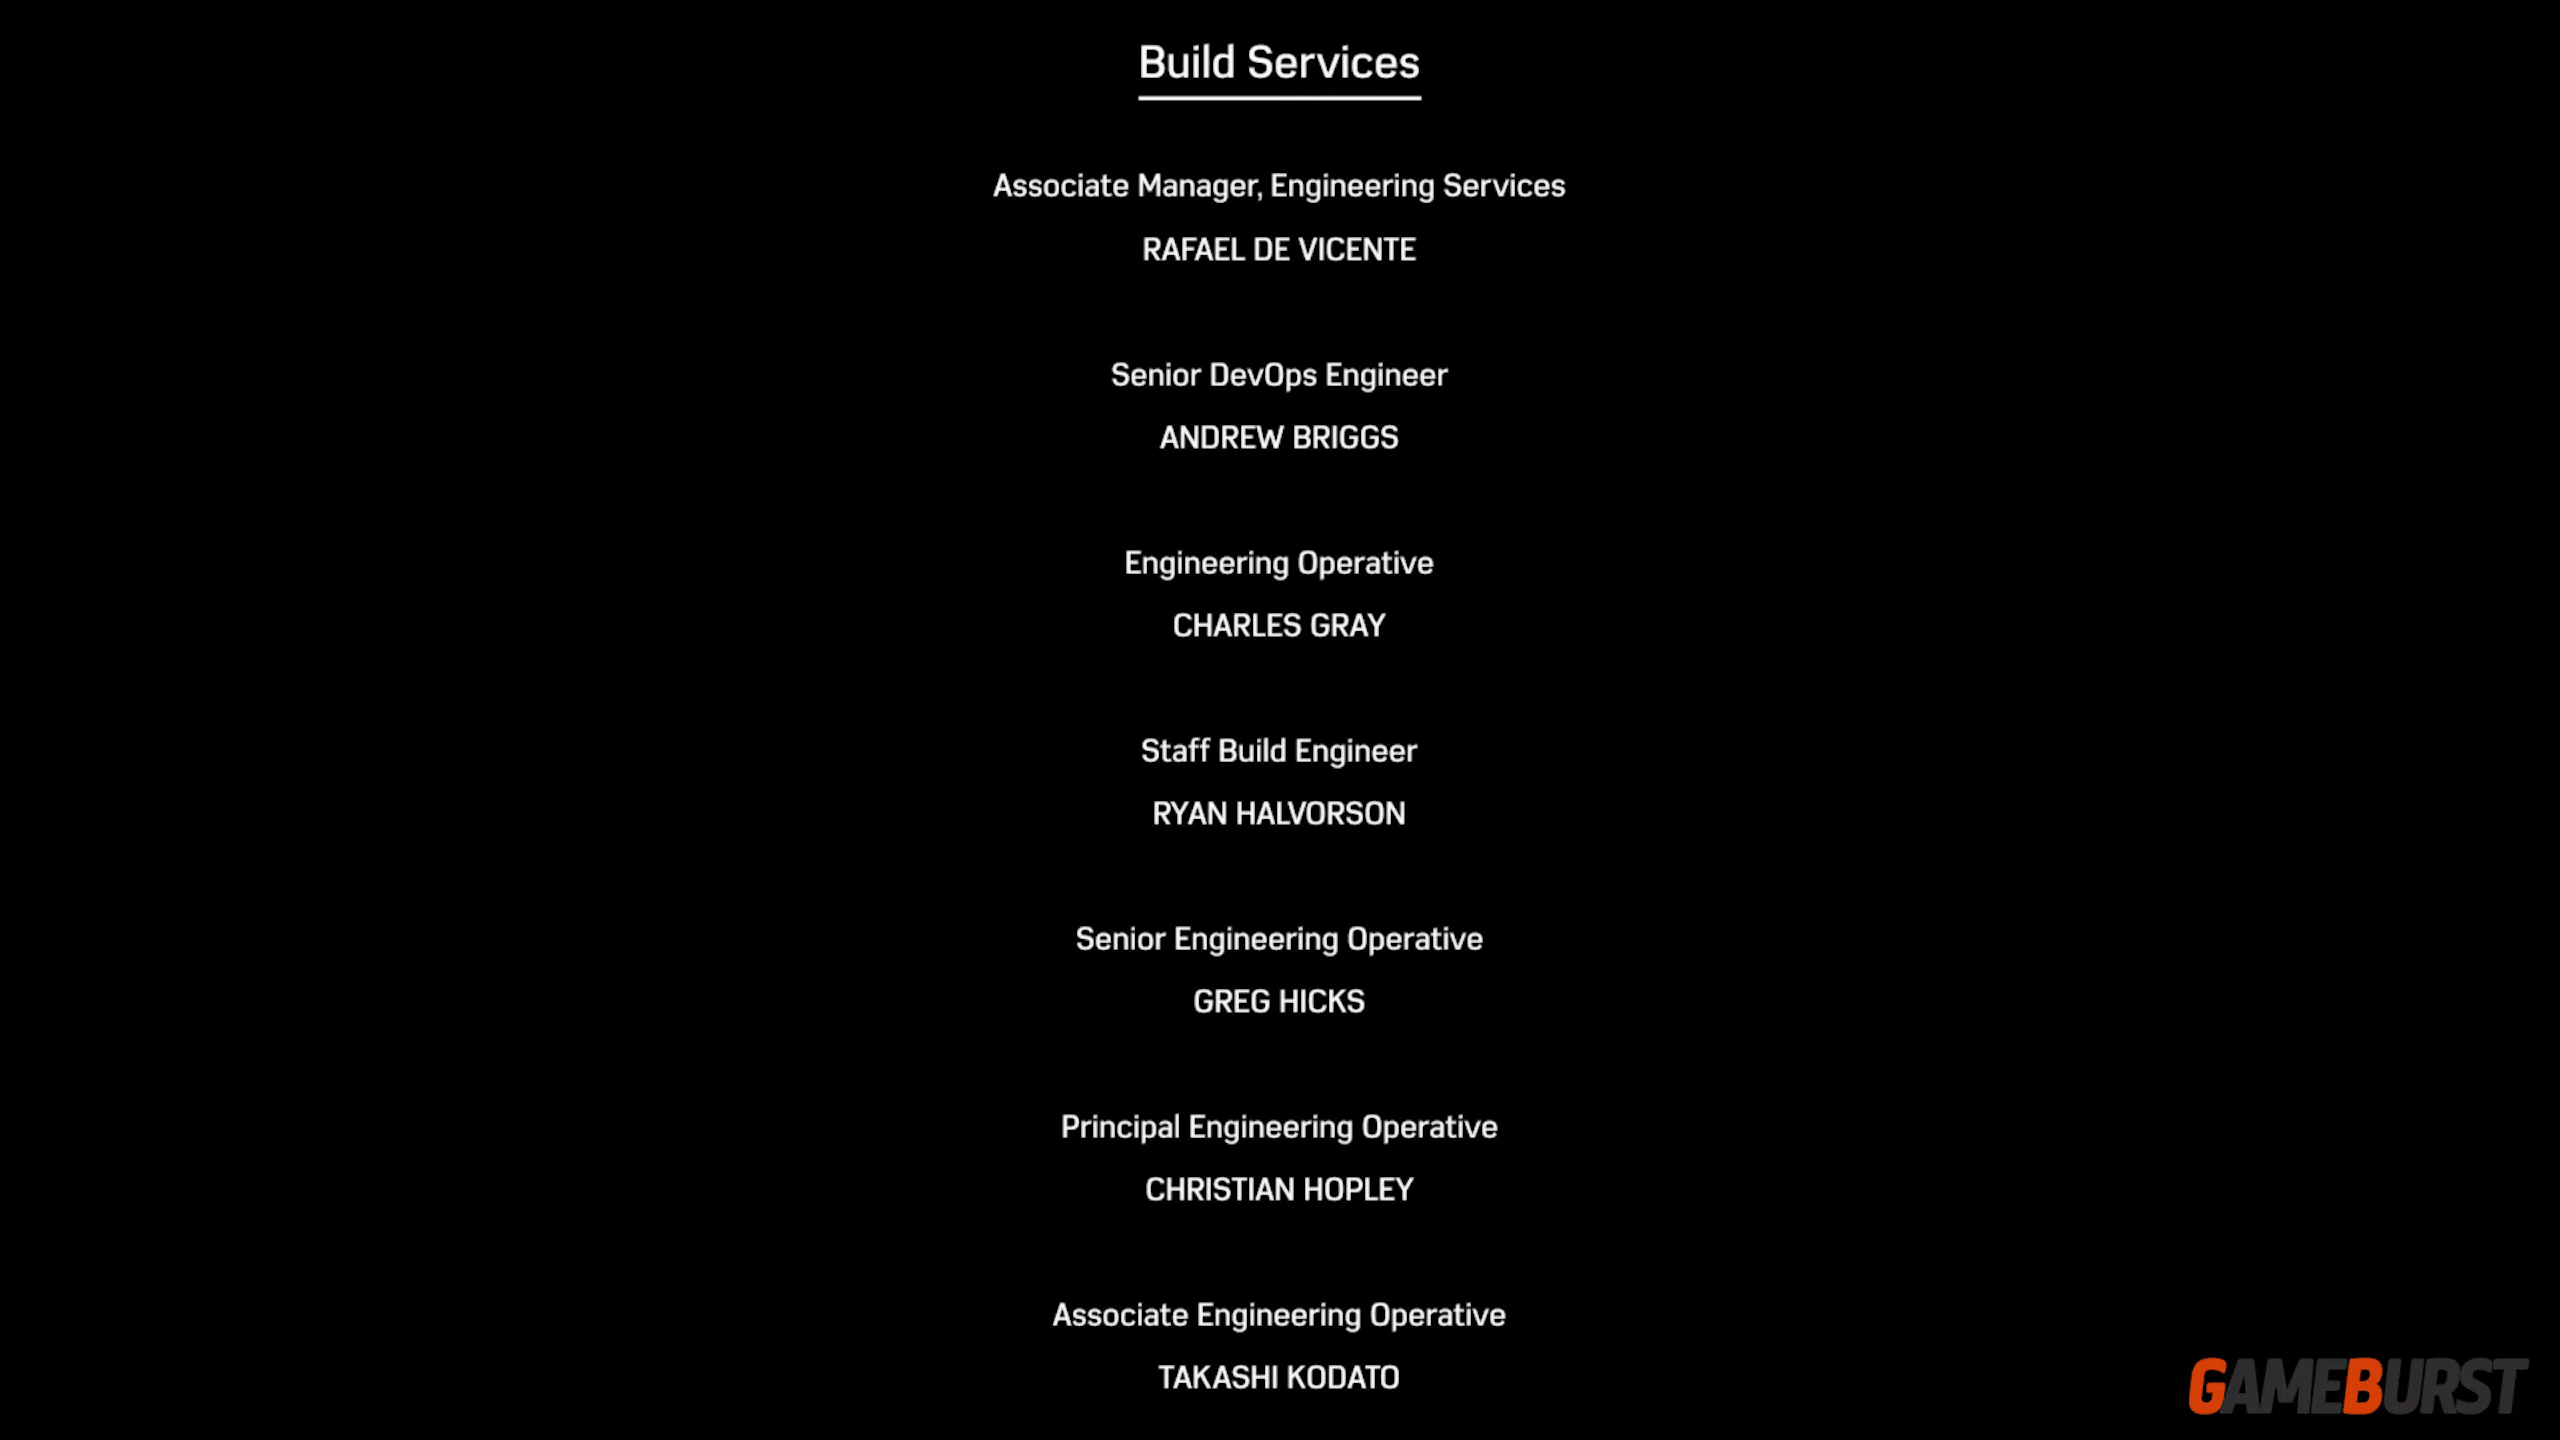 Build Services
Associate Manager, Engineering Services
RAFAEL DE VICENTE
Senior DevOps Engineer
ANDREW BRIGGS
Engineering Operative
CHARLES GRAY
Staff Build Engineer
RYAN HALVORSON
Senior Engineering Operative
GREG HICKS
Principal Engineering Operative
CHRISTIAN HOPLEY
Associate Engineering Operative
TAKASHI KODATO
GAMEBURST